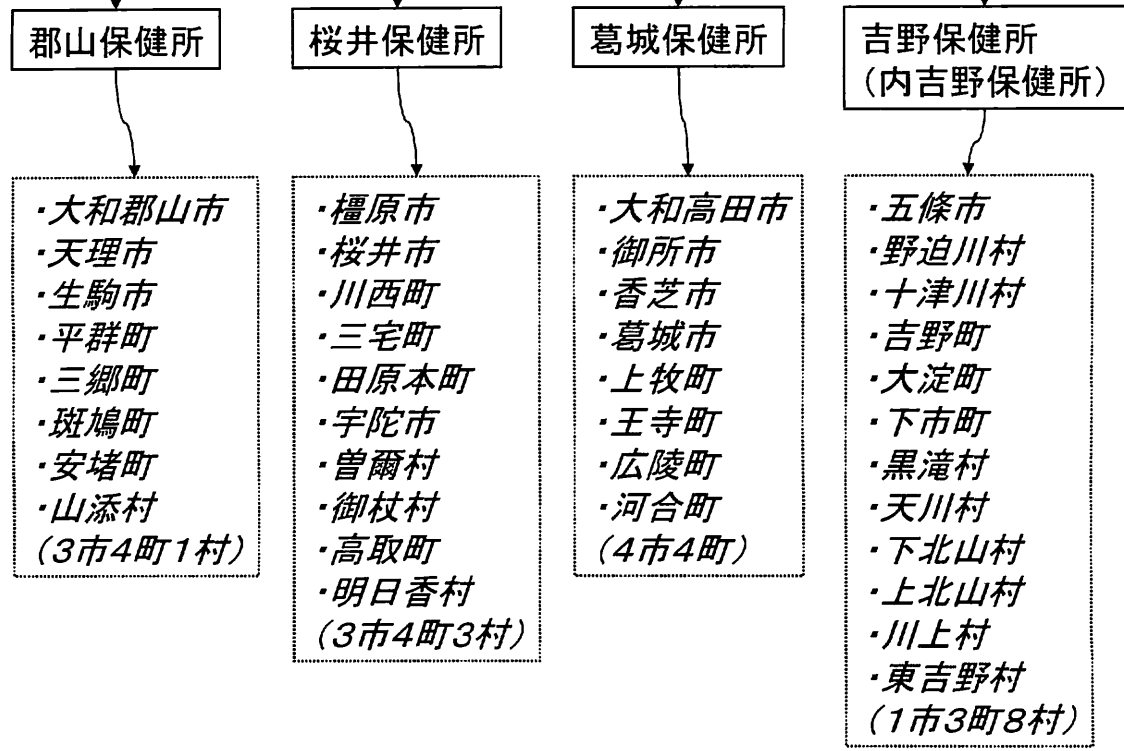 郡山保健所
・大和郡山市
・天理市
・生駒市
・平群町
・三郷町
・斑鳩町
・安堵町
・山添村
（3市4町1村）
桜井保健所
・橿原市
・桜井市
・川西町
・三宅町
・田原本町
・宇陀市
・曽爾村
・御杖村
・高取町
・明日香村
（3市4町3村）
葛城保健所
・大和高田市
・御所市
・香芝市
・葛城市
・上牧町
・王寺町
・広陵町
・河合町
（4市4町）
吉野保健所
（内吉野保健所）
・五條市
・野迫川村
・十津川村
・吉野町
・大淀町
・下市町
・黒滝村
・天川村
・下北山村
・上北山村
・川上村
・東吉野村
（1市3町8村）